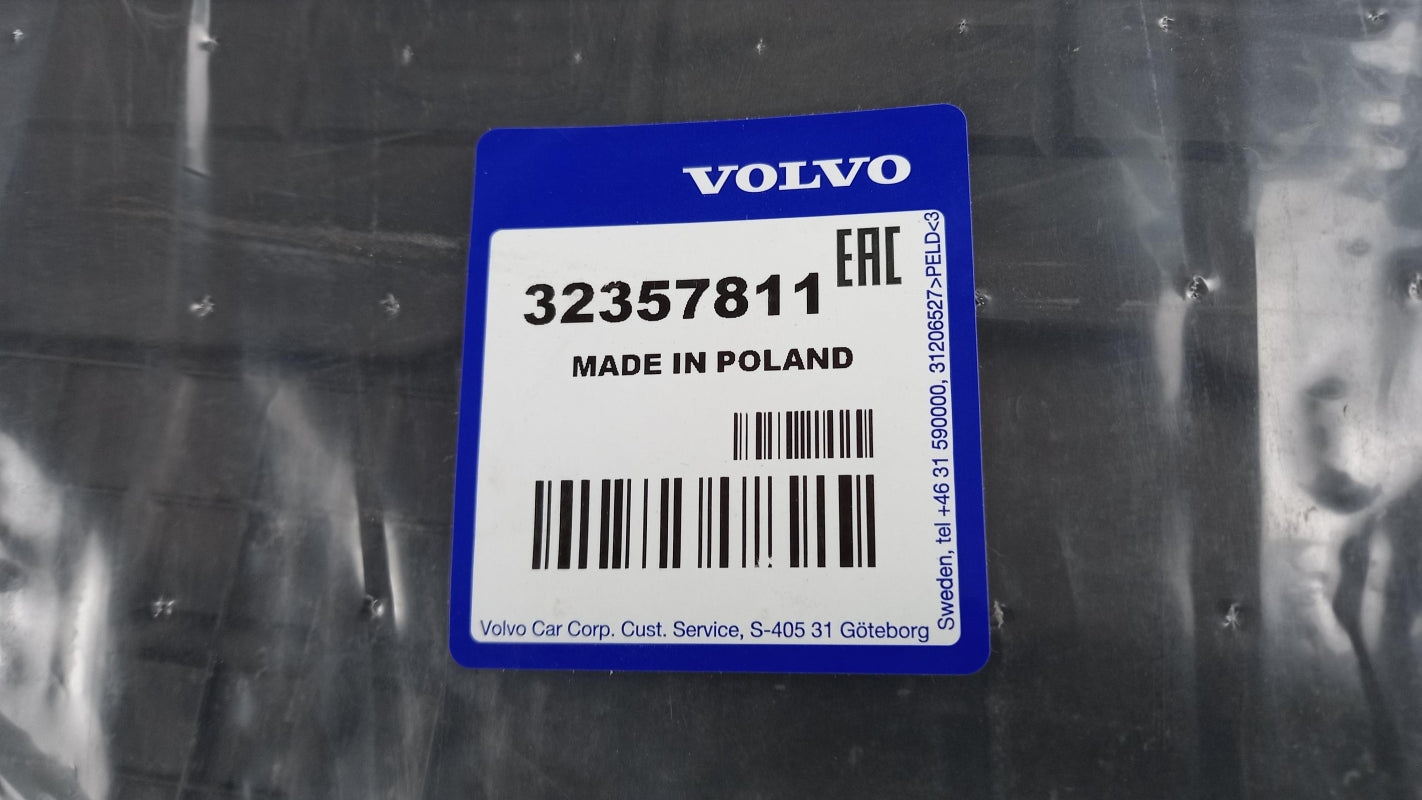 VOLVO
EAC
32357811
MADE IN POLAND
Volvo Car Corp. Cust. Service, S-405 31 Göteborg
Sweden, tel +46 31 590000, 31206527>PELD<3